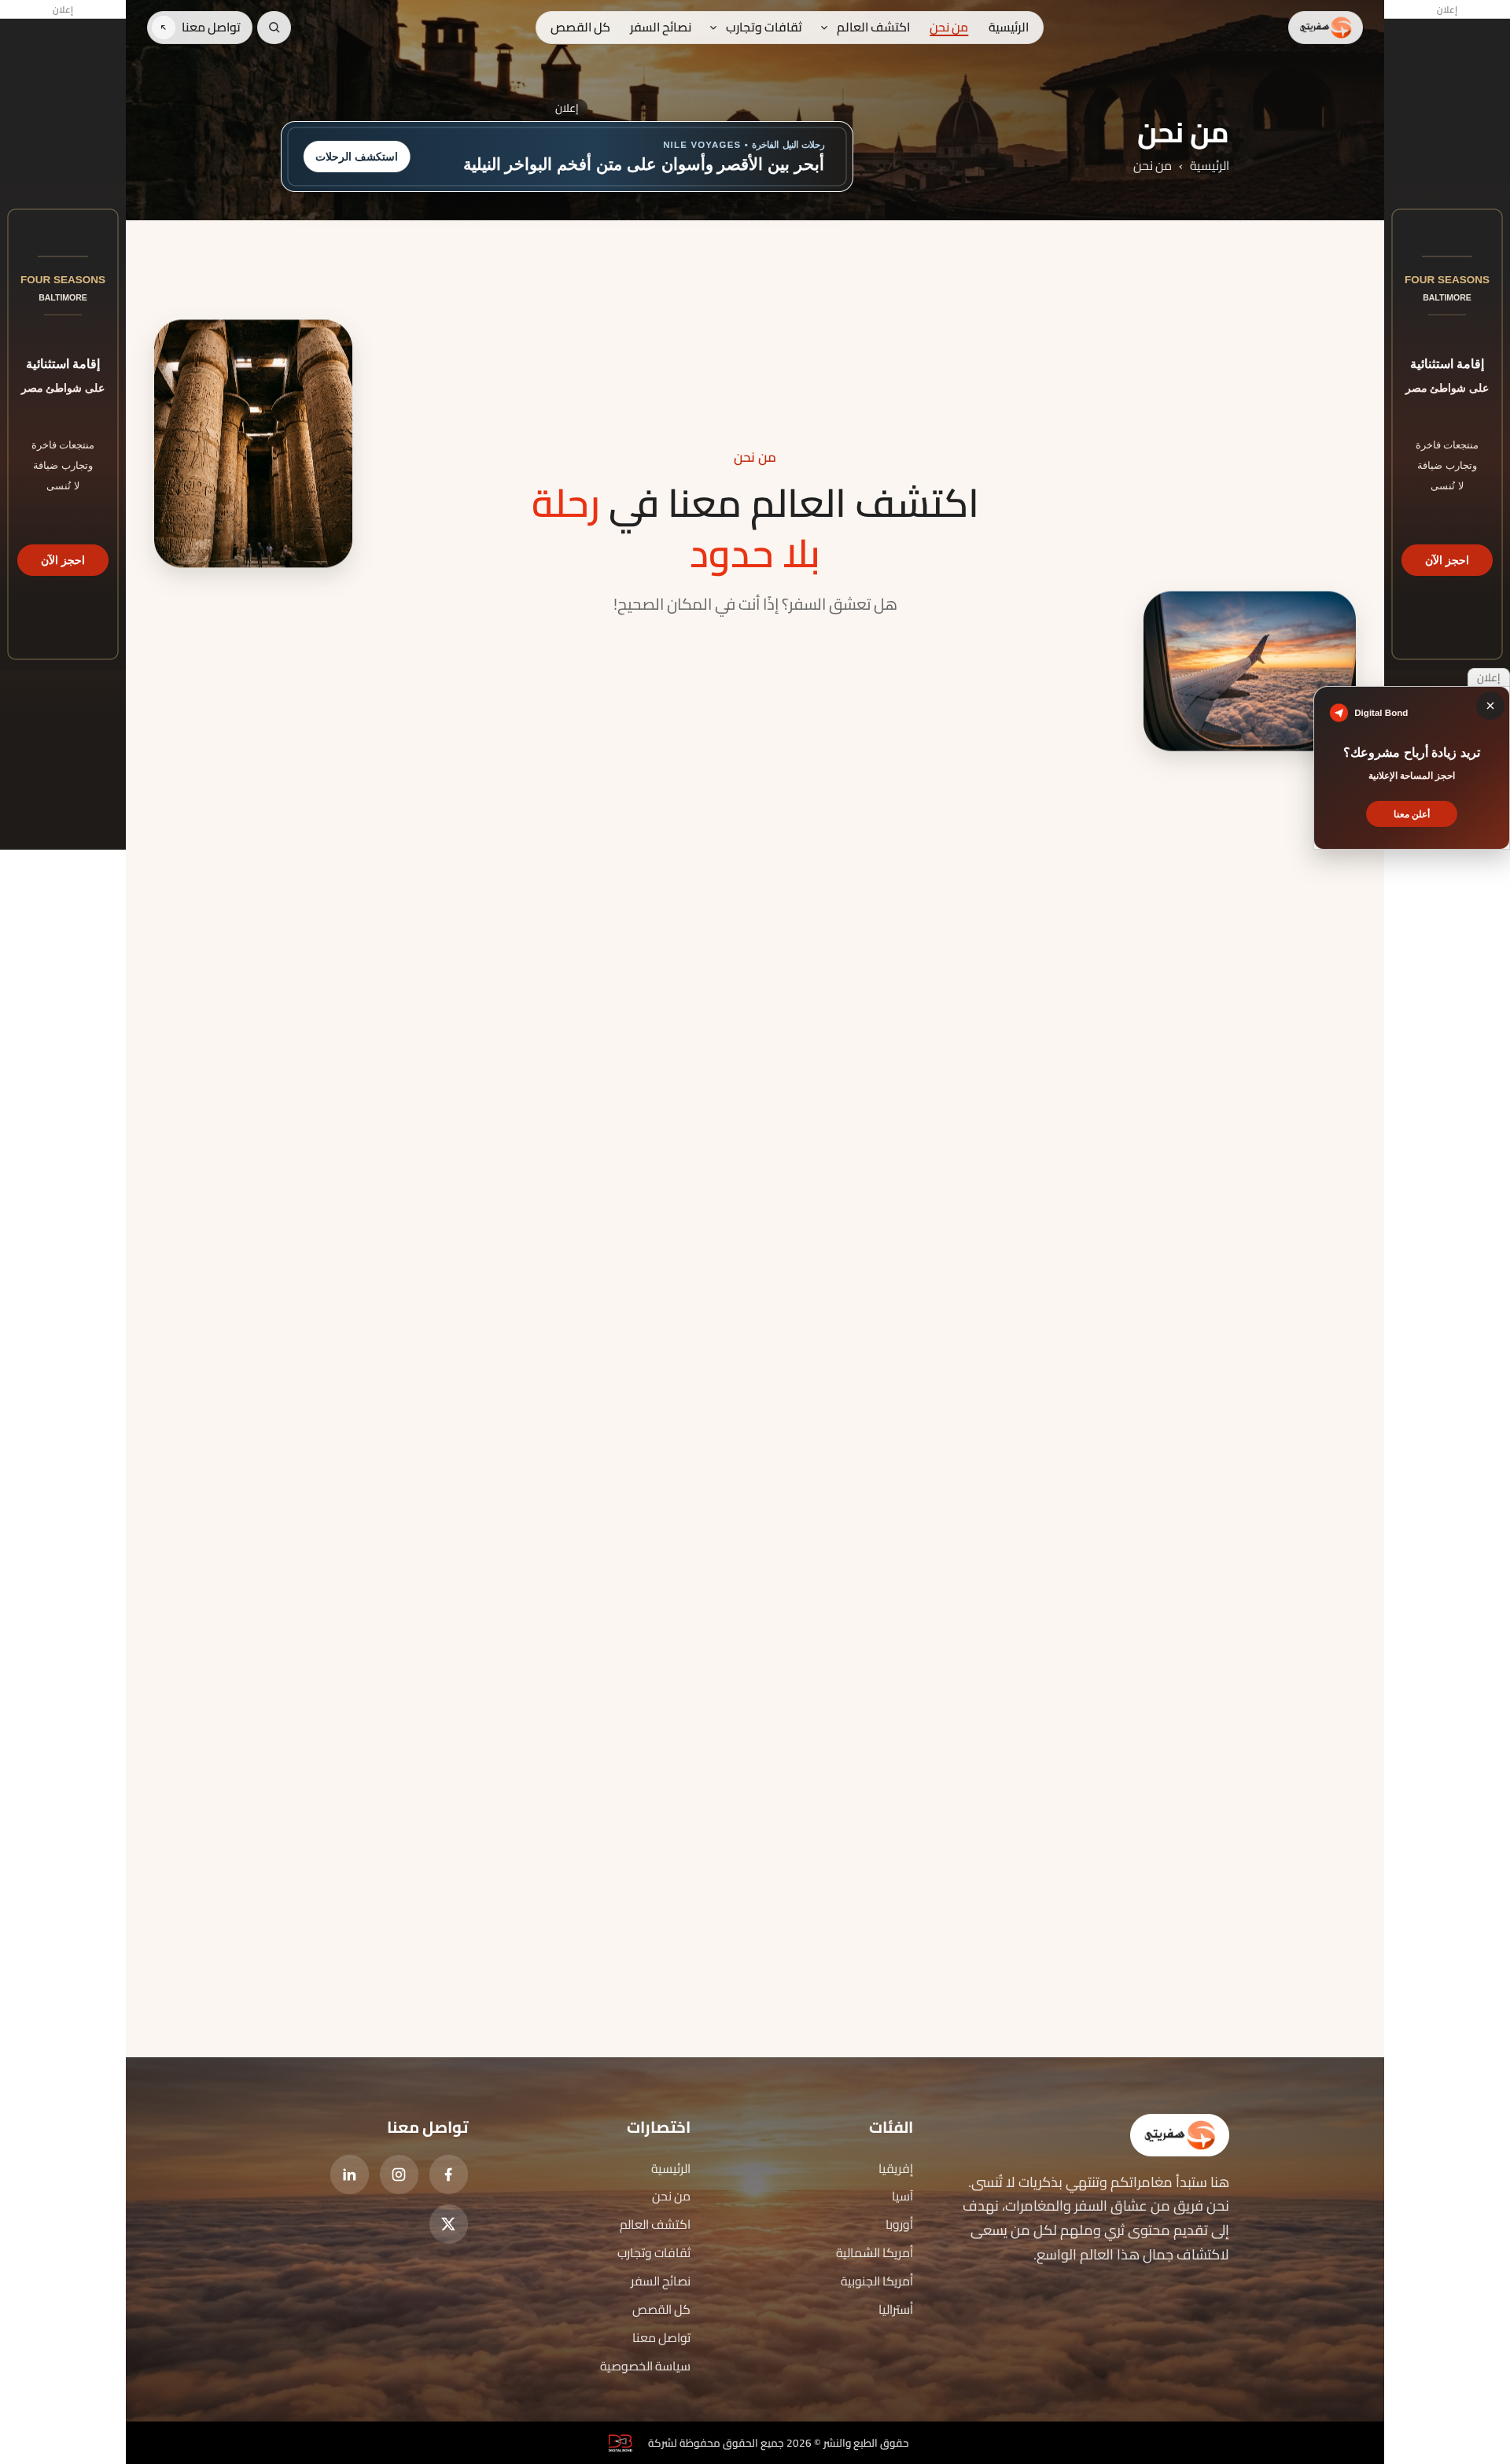 إعلان
إعلان
سفريتي
الرئيسية
من نحن
اكتشف العالم
ثقافات وتجارب
نصائح السفر
كل القصص
تواصل معنا
من نحن
الرئيسية › من نحن
إعلان
رحلات النيل الفاخرة • NILE VOYAGES
أبحر بين الأقصر وأسوان على متن أفخم البواخر النيلية
استكشف الرحلات
FOUR SEASONS
BALTIMORE
إقامة استثنائية
على شواطئ مصر
منتجعات فاخرة
وتجارب ضيافة
لا تُنسى
احجز الآن
FOUR SEASONS
BALTIMORE
إقامة استثنائية
على شواطئ مصر
منتجعات فاخرة
وتجارب ضيافة
لا تُنسى
احجز الآن
من نحن
اكتشف العالم معنا في رحلة
بلا حدود
هل تعشق السفر؟ إذًا أنت في المكان الصحيح!
إعلان
Digital Bond
تريد زيادة أرباح مشروعك؟
احجز المساحة الإعلانية
أعلن معنا
سفريتي
هنا ستبدأ مغامراتكم وتنتهي بذكريات لا تُنسى.
نحن فريق من عشاق السفر والمغامرات، نهدف
إلى تقديم محتوى ثري وملهم لكل من يسعى
لاكتشاف جمال هذا العالم الواسع.
الفئات
إفريقيا
آسيا
أوروبا
أمريكا الشمالية
أمريكا الجنوبية
أستراليا
اختصارات
الرئيسية
من نحن
اكتشف العالم
ثقافات وتجارب
نصائح السفر
كل القصص
تواصل معنا
سياسة الخصوصية
تواصل معنا
حقوق الطبع والنشر © 2026 جميع الحقوق محفوظة لشركة
DIGITAL BOND